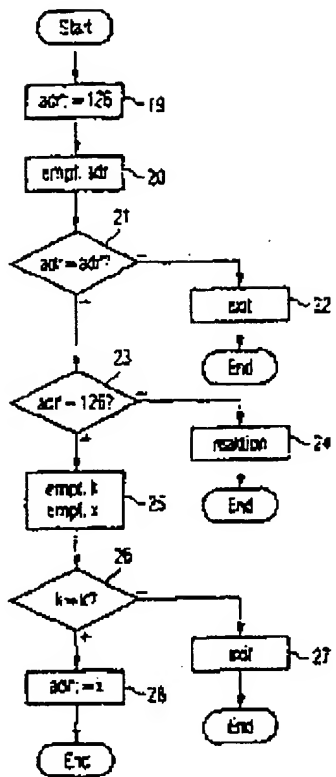 Start
adr: = 126
19
empf. adr
20
21
adr = adr?
-
exit
22
+
End
23
adr = 126?
-
reaktion
24
+
End
empf. k
empf. x
25
26
k = k?
-
exit
27
+
adr: = x
28
End
End